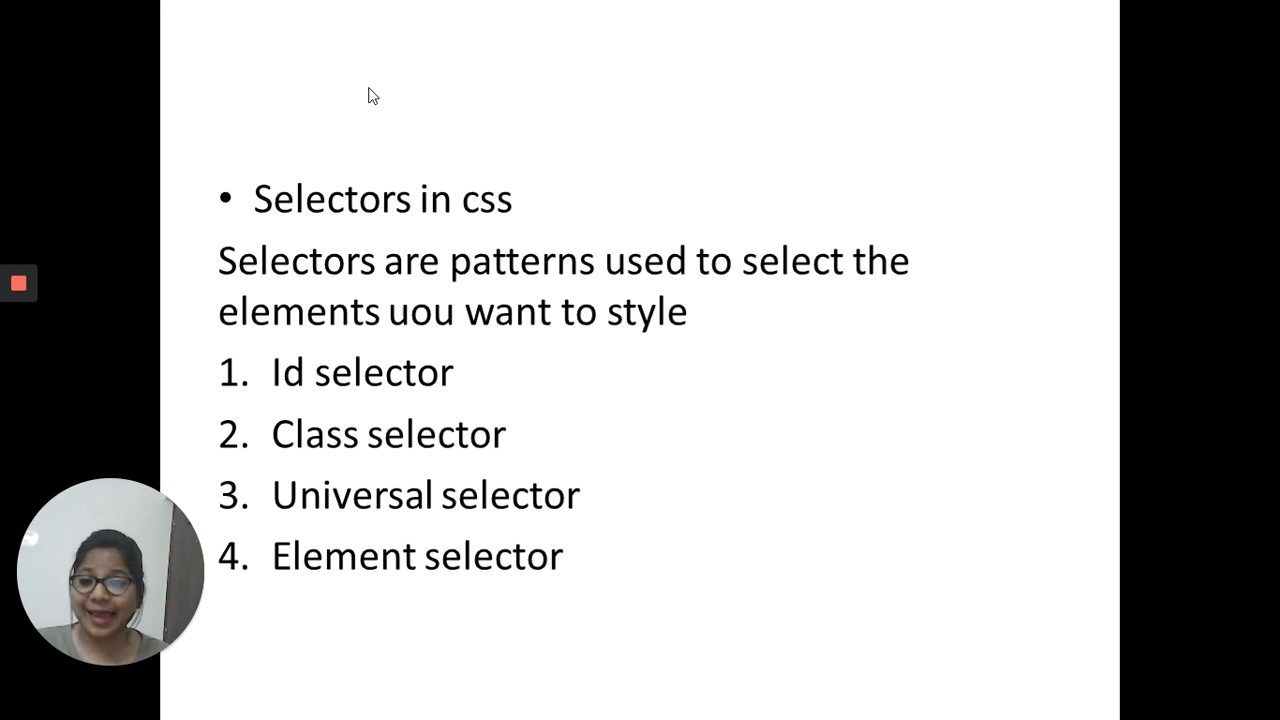 • Selectors in css
Selectors are patterns used to select the
elements uou want to style
1. Id selector
2. Class selector
3. Universal selector
4. Element selector